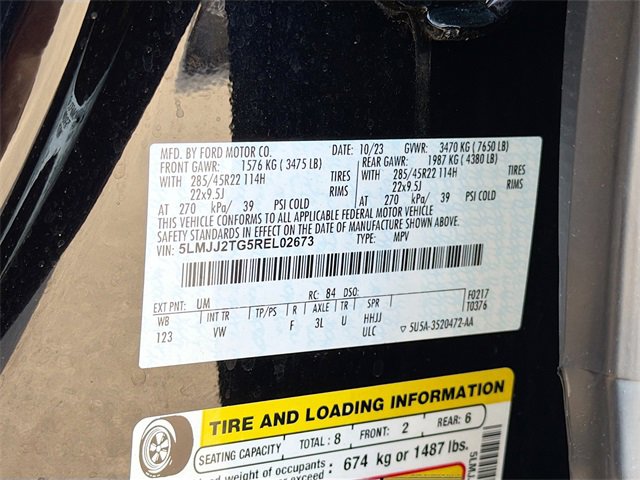 MFD. BY FORD MOTOR CO. DATE: 10/23 GVWR: 3470 KG (7650 LB)
FRONT GAWR: 1576 KG (3475 LB) REAR GAWR: 1987 KG (4380 LB)
WITH 285/45R22 114H TIRES WITH 285/45R22 114H TIRES
22x9.5J RIMS 22x9.5J RIMS
AT 270 kPa/ 39 PSI COLD AT 270 kPa/ 39 PSI COLD
THIS VEHICLE CONFORMS TO ALL APPLICABLE FEDERAL MOTOR VEHICLE
SAFETY STANDARDS IN EFFECT ON THE DATE OF MANUFACTURE SHOWN ABOVE.
VIN: 5LMJJ2TG5REL02673 TYPE: MPV
EXT PNT: UM RC: 84 DSO: F0217
WB INT TR TP/PS R AXLE TR SPR T0376
123 VW F 3L U HHJJ
ULC 5U5A-3520472-AA
TIRE AND LOADING INFORMATION
SEATING CAPACITY TOTAL: 8 FRONT: 2 REAR: 6
weight of occupants 674 kg or 1487 lbs.